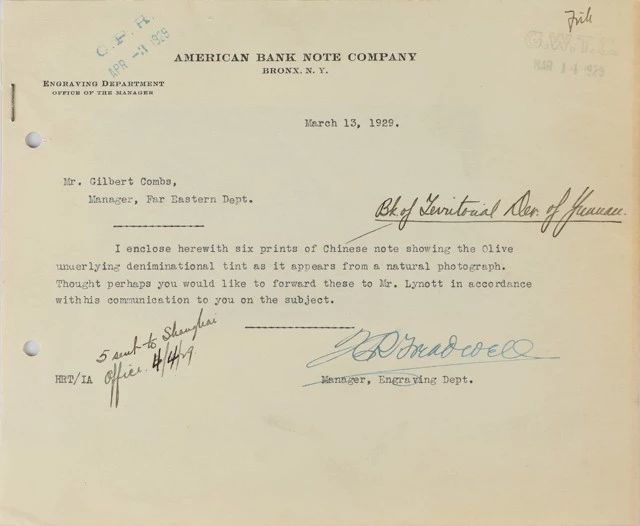 File
C.P.R.
APR -3 1929
G.W.T.L.
MAR 14 1929
AMERICAN BANK NOTE COMPANY
BRONX, N. Y.
ENGRAVING DEPARTMENT
OFFICE OF THE MANAGER
March 13, 1929.
Mr. Gilbert Combs,
Manager, Far Eastern Dept.
Bk of Territorial Dev. of Yunnan.
I enclose herewith six prints of Chinese note showing the Olive
unuerlying deniminational tint as it appears from a natural photograph.
Thought perhaps you would like to forward these to Mr. Lynott in accordance
withhis communication to you on the subject.
5 sent to Shanghai
Office 4/4/29.
HRT/IA
HRTreadwell
Manager, Engraving Dept.